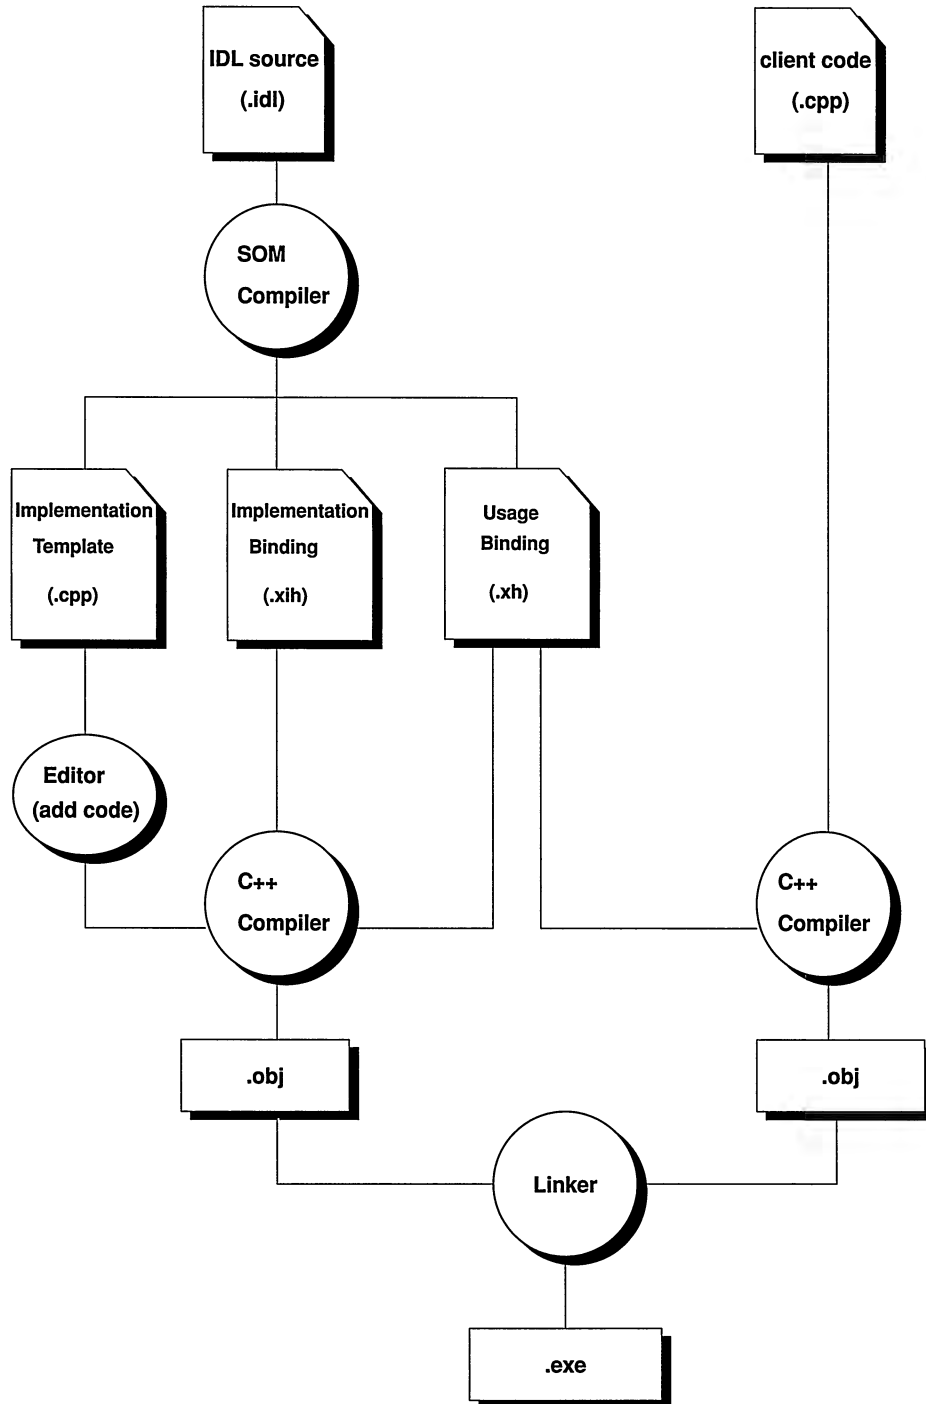 IDL source
(.idl)
client code
(.cpp)
SOM
Compiler
Implementation
Template
(.cpp)
Implementation
Binding
(.xih)
Usage
Binding
(.xh)
Editor
(add code)
C++
Compiler
C++
Compiler
.obj
.obj
Linker
.exe